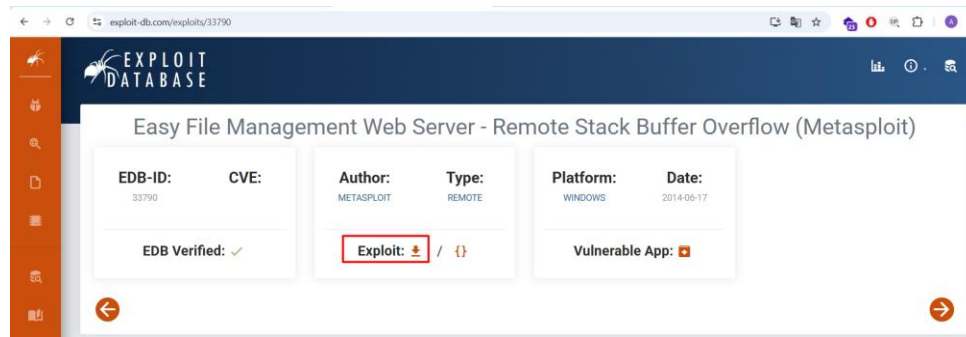 exploit-db.com/exploits/33790
EXPLOIT
DATABASE
Easy File Management Web Server - Remote Stack Buffer Overflow (Metasploit)
EDB-ID: CVE:
33790
EDB Verified: ✓
Author: Type:
METASPLOIT REMOTE
Exploit: / {}
Platform: Date:
WINDOWS 2014-06-17
Vulnerable App: